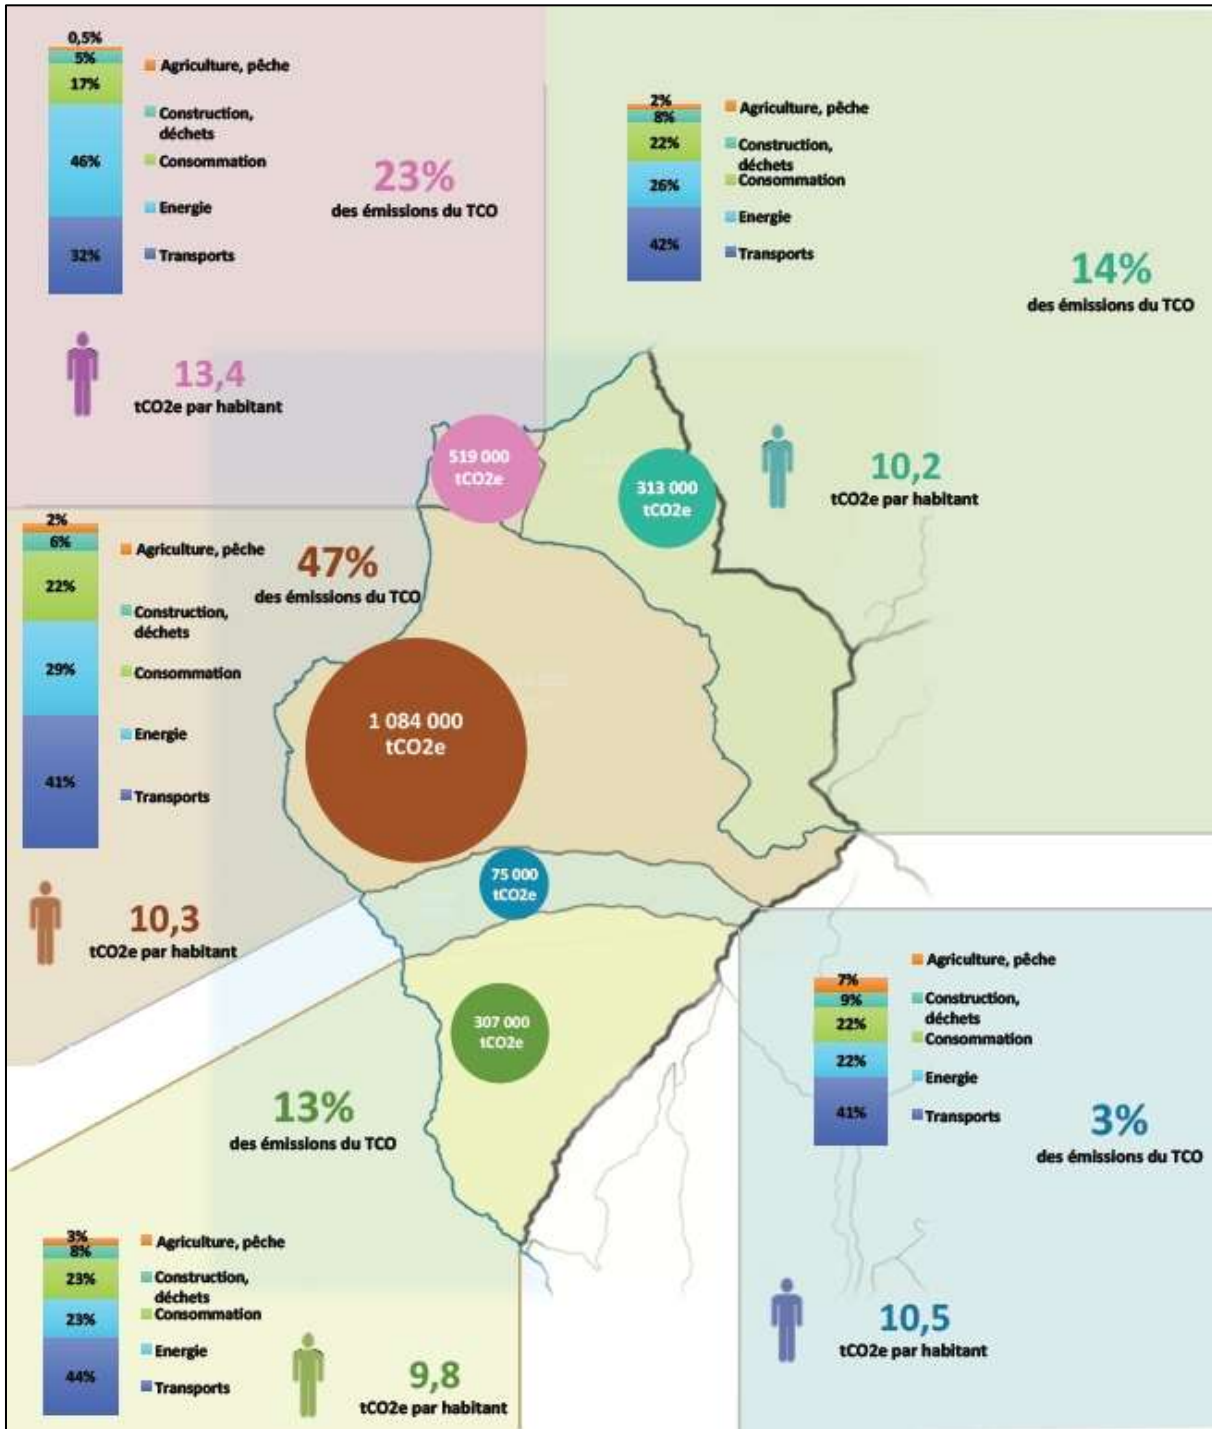 0,5%
5%
17%
46%
32%
Agriculture, pêche
Construction,
déchets
Consommation
Energie
Transports
23%
des émissions du TCO
13,4
tCO2e par habitant
2%
8%
22%
26%
42%
Agriculture, pêche
Construction,
déchets
Consommation
Energie
Transports
14%
des émissions du TCO
10,2
tCO2e par habitant
519 000
tCO2e
313 000
tCO2e
2%
6%
22%
29%
41%
Agriculture, pêche
Construction,
déchets
Consommation
Energie
Transports
47%
des émissions du TCO
1 084 000
tCO2e
10,3
tCO2e par habitant
75 000
tCO2e
307 000
tCO2e
7%
9%
22%
22%
41%
Agriculture, pêche
Construction,
déchets
Consommation
Energie
Transports
3%
des émissions du TCO
10,5
tCO2e par habitant
13%
des émissions du TCO
3%
8%
23%
23%
44%
Agriculture, pêche
Construction,
déchets
Consommation
Energie
Transports
9,8
tCO2e par habitant